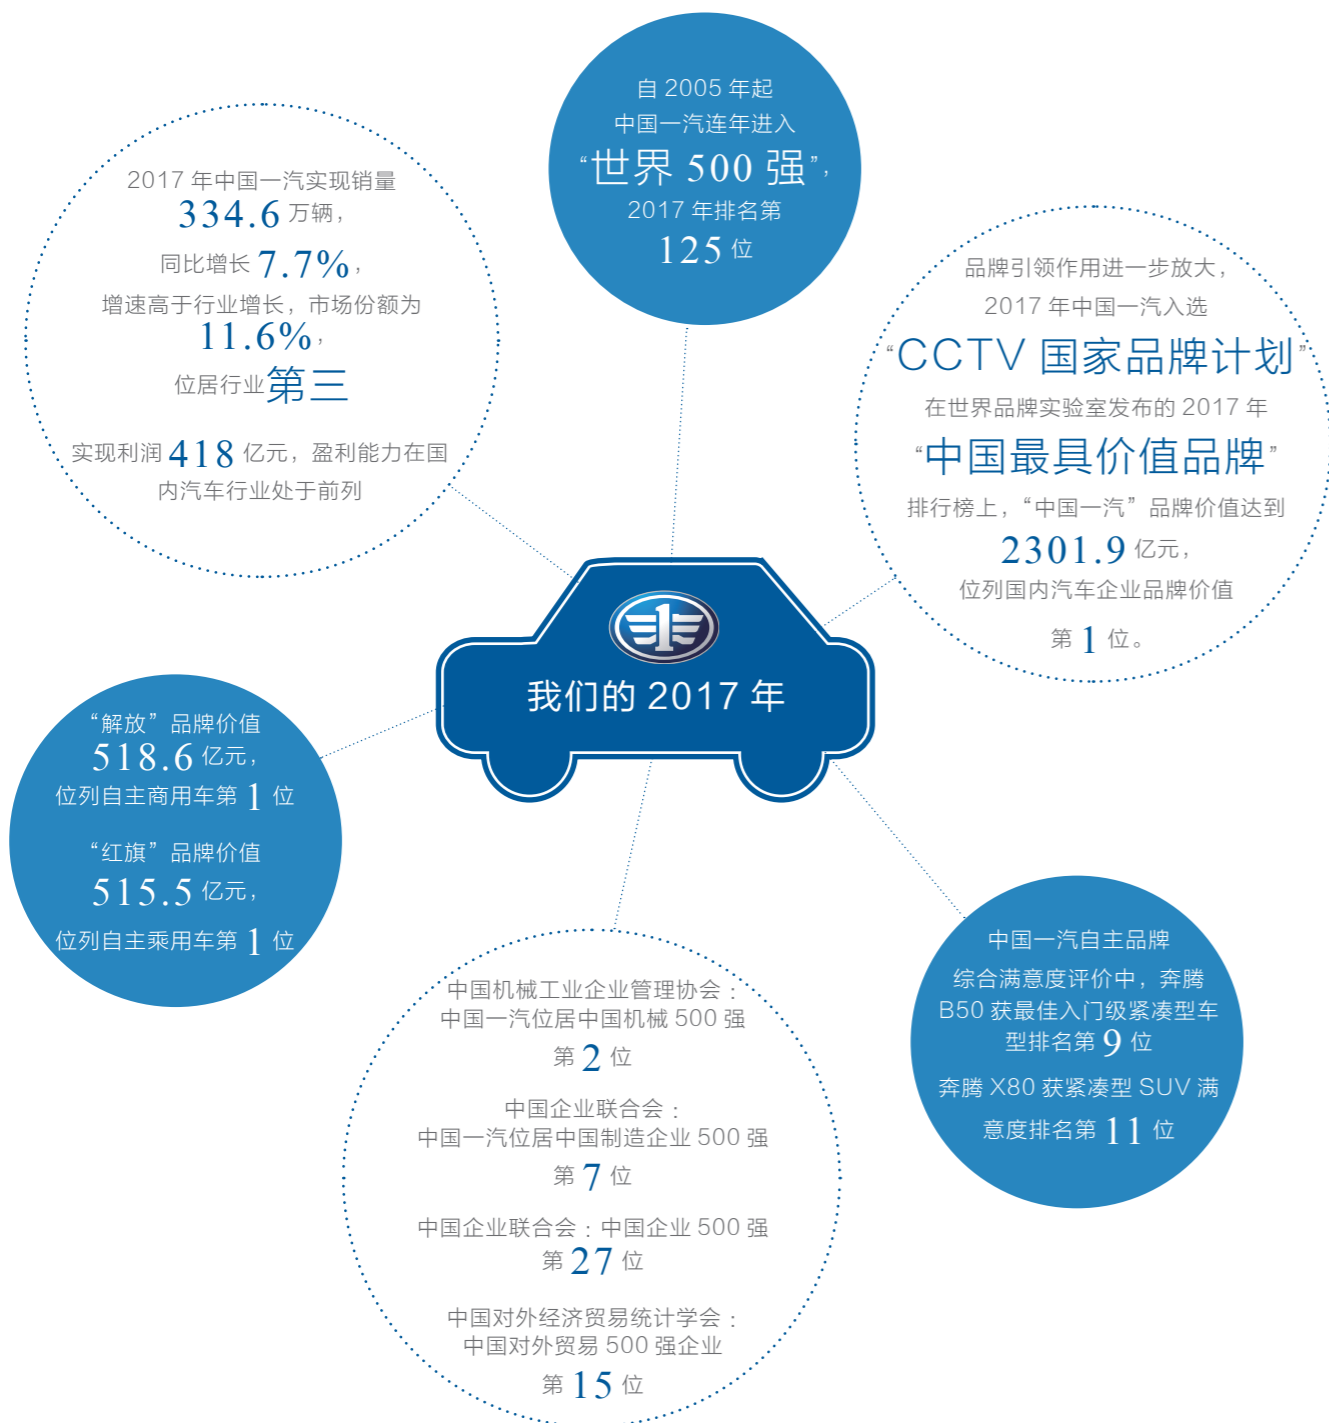 自 2005 年起
中国一汽连年进入
“世界 500 强”,
2017 年排名第
125 位
2017 年中国一汽实现销量
334.6 万辆,
同比增长 7.7%,
增速高于行业增长，市场份额为
11.6%,
位居行业第三
实现利润 418 亿元，盈利能力在国
内汽车行业处于前列
品牌引领作用进一步放大，
2017 年中国一汽入选
“CCTV 国家品牌计划”
在世界品牌实验室发布的 2017 年
“中国最具价值品牌”
排行榜上，“中国一汽”品牌价值达到
2301.9 亿元，
位列国内汽车企业品牌价值
第 1 位。
1
我们的 2017 年
“解放”品牌价值
518.6 亿元，
位列自主商用车第 1 位
“红旗”品牌价值
515.5 亿元，
位列自主乘用车第 1 位
中国一汽自主品牌
综合满意度评价中，奔腾
B50 获最佳入门级紧凑型车
型排名第 9 位
奔腾 X80 获紧凑型 SUV 满
意度排名第 11 位
中国机械工业企业管理协会：
中国一汽位居中国机械 500 强
第 2 位
中国企业联合会：
中国一汽位居中国制造企业 500 强
第 7 位
中国企业联合会：中国企业 500 强
第 27 位
中国对外经济贸易统计学会：
中国对外贸易 500 强企业
第 15 位